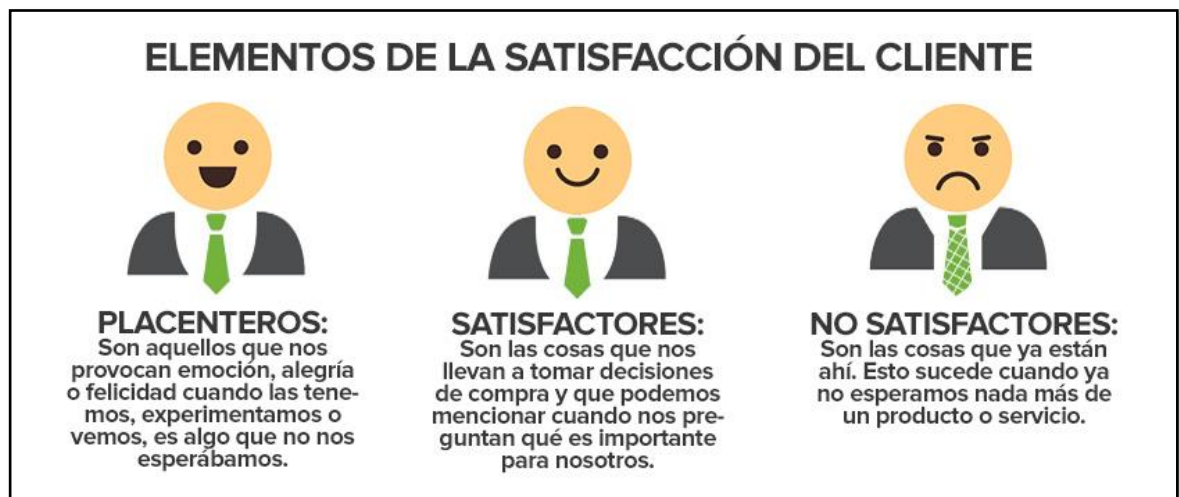 ELEMENTOS DE LA SATISFACCIÓN DEL CLIENTE
PLACENTEROS:
Son aquellos que nos
provocan emoción, alegría
o felicidad cuando las tene-
mos, experimentamos o
vemos, es algo que no nos
esperábamos.
SATISFACTORES:
Son las cosas que nos
llevan a tomar decisiones
de compra y que podemos
mencionar cuando nos pre-
guntan qué es importante
para nosotros.
NO SATISFACTORES:
Son las cosas que ya están
ahí. Esto sucede cuando ya
no esperamos nada más de
un producto o servicio.